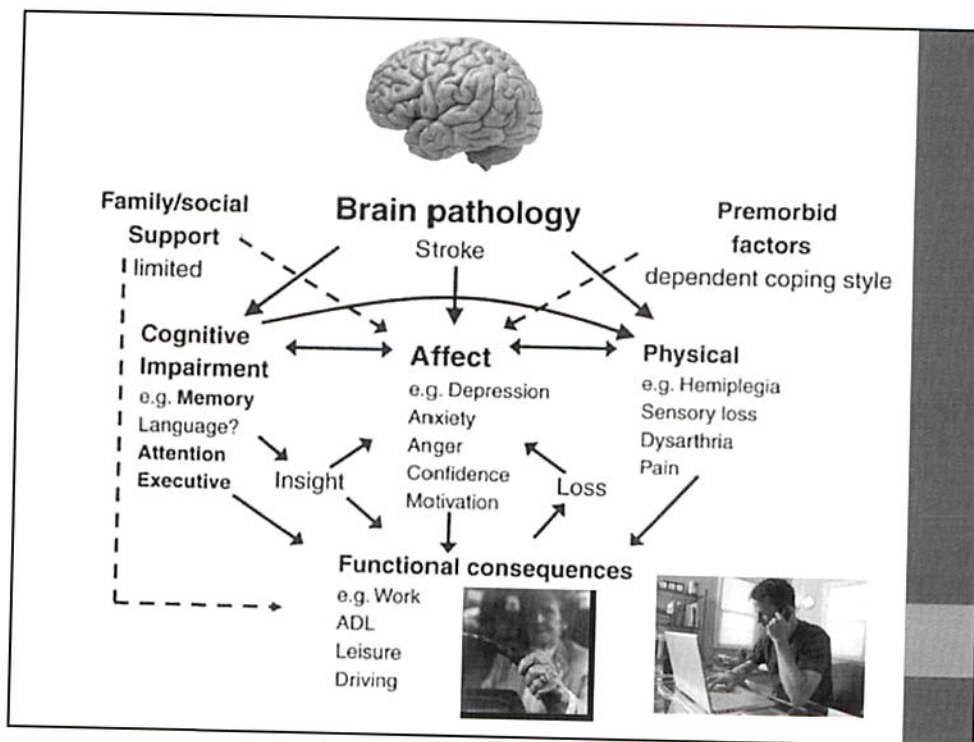 Brain pathology
Stroke
Family/social
Support
limited
Premorbid
factors
dependent coping style
Cognitive
Impairment
e.g. Memory
Language?
Attention
Executive
Insight
Affect
e.g. Depression
Anxiety
Anger
Confidence
Motivation
Loss
Physical
e.g. Hemiplegia
Sensory loss
Dysarthria
Pain
Functional consequences
e.g. Work
ADL
Leisure
Driving